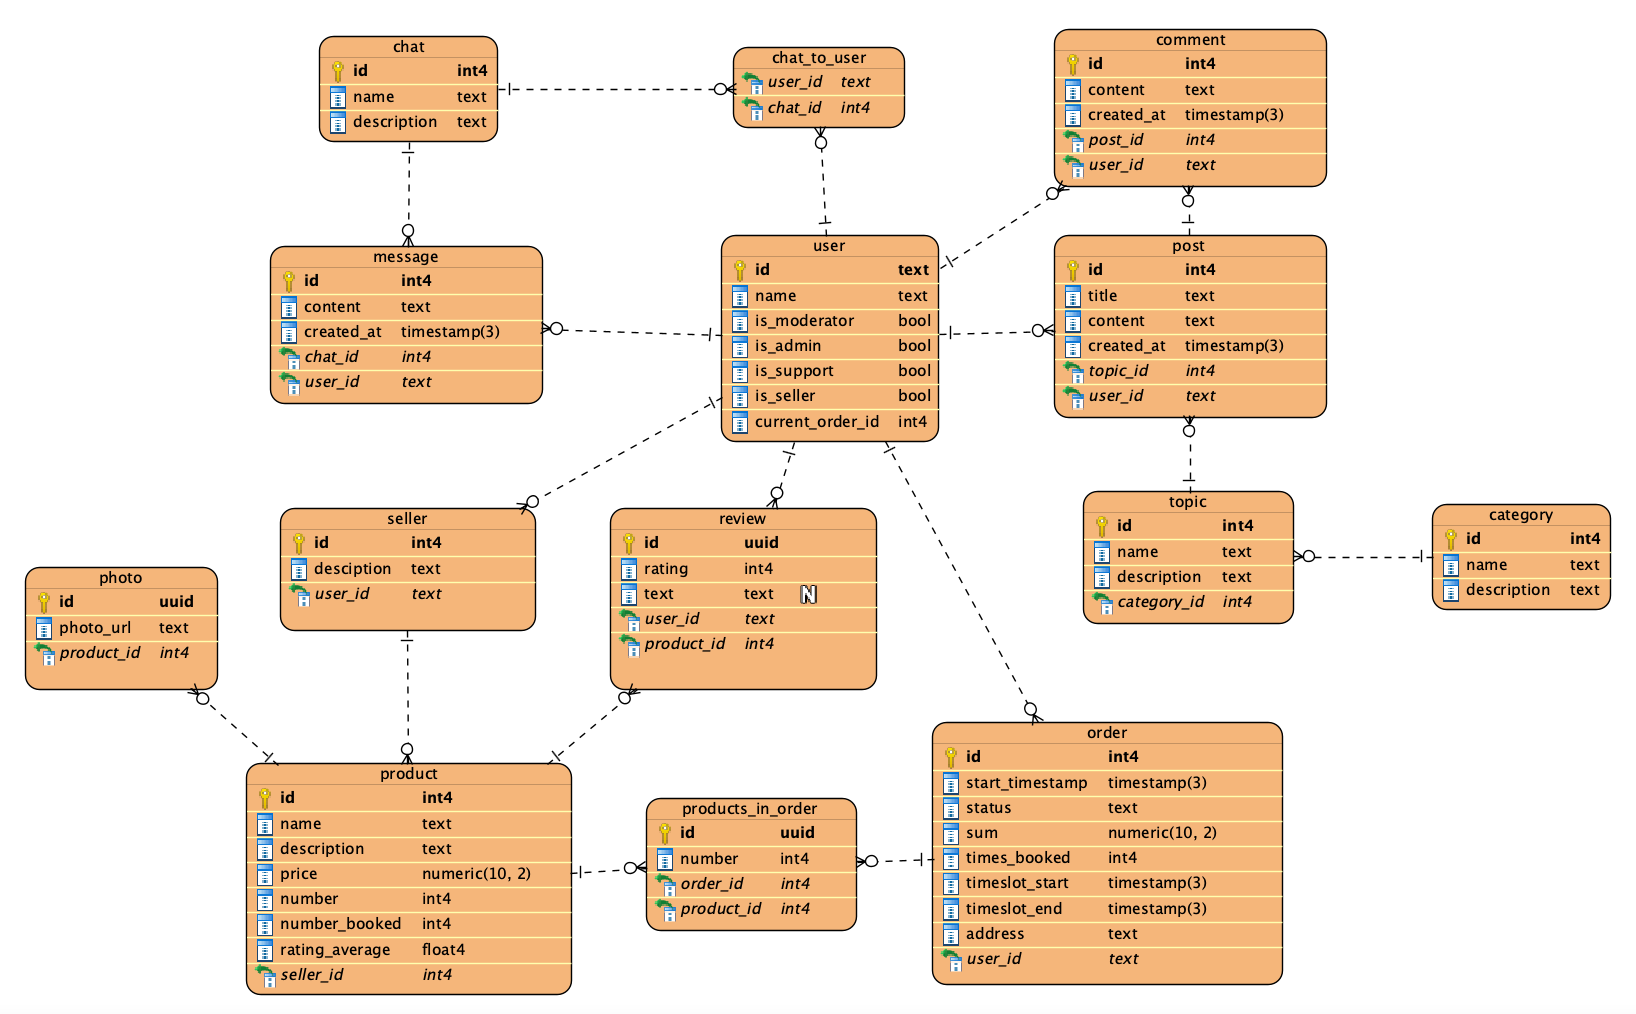 chat
id int4
name text
description text
chat_to_user
user_id text
chat_id int4
comment
id int4
content text
created_at timestamp(3)
post_id int4
user_id text
message
id int4
content text
created_at timestamp(3)
chat_id int4
user_id text
user
id text
name text
is_moderator bool
is_admin bool
is_support bool
is_seller bool
current_order_id int4
post
id int4
title text
content text
created_at timestamp(3)
topic_id int4
user_id text
seller
id int4
desciption text
user_id text
review
id uuid
rating int4
text text N
user_id text
product_id int4
topic
id int4
name text
description text
category_id int4
category
id int4
name text
description text
photo
id uuid
photo_url text
product_id int4
product
id int4
name text
description text
price numeric(10, 2)
number int4
number_booked int4
rating_average float4
seller_id int4
products_in_order
id uuid
number int4
order_id int4
product_id int4
order
id int4
start_timestamp timestamp(3)
status text
sum numeric(10, 2)
times_booked int4
timeslot_start timestamp(3)
timeslot_end timestamp(3)
address text
user_id text